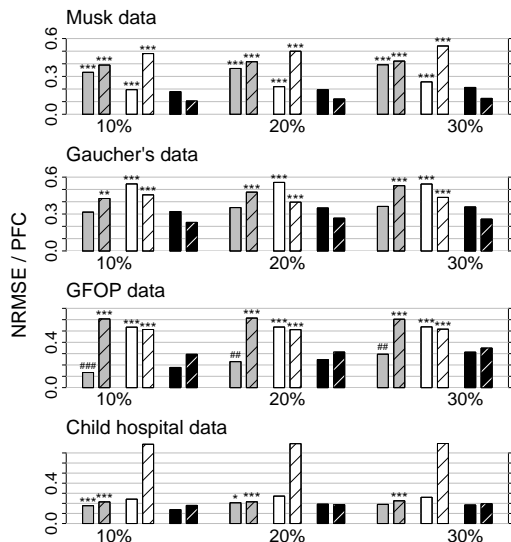 Musk data
0.0 0.3 0.6
*** *** *** *** *** *** *** *** *** *** *** ***
10% 20% 30%
Gaucher's data
0.0 0.3 0.6
** *** *** *** *** *** *** *** ***
10% 20% 30%
GFOP data
0.0 0.4
### *** *** *** ## *** *** *** ## *** *** ***
10% 20% 30%
Child hospital data
0.0 0.4
*** *** * *** ***
10% 20% 30%
NRMSE / PFC